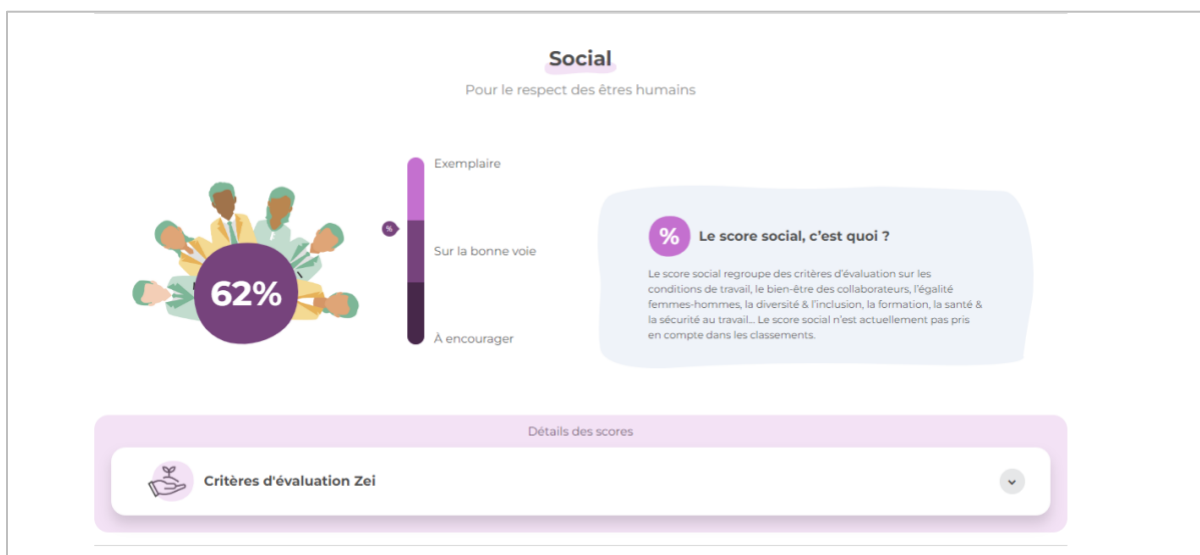 Social
Pour le respect des êtres humains
Exemplaire
%
Sur la bonne voie
62%
À encourager
% Le score social, c'est quoi ?
Le score social regroupe des critères d'évaluation sur les
conditions de travail, le bien-être des collaborateurs, l'égalité
femmes-hommes, la diversité & l'inclusion, la formation, la santé &
la sécurité au travail... Le score social n'est actuellement pas pris
en compte dans les classements.
Détails des scores
Critères d'évaluation Zei